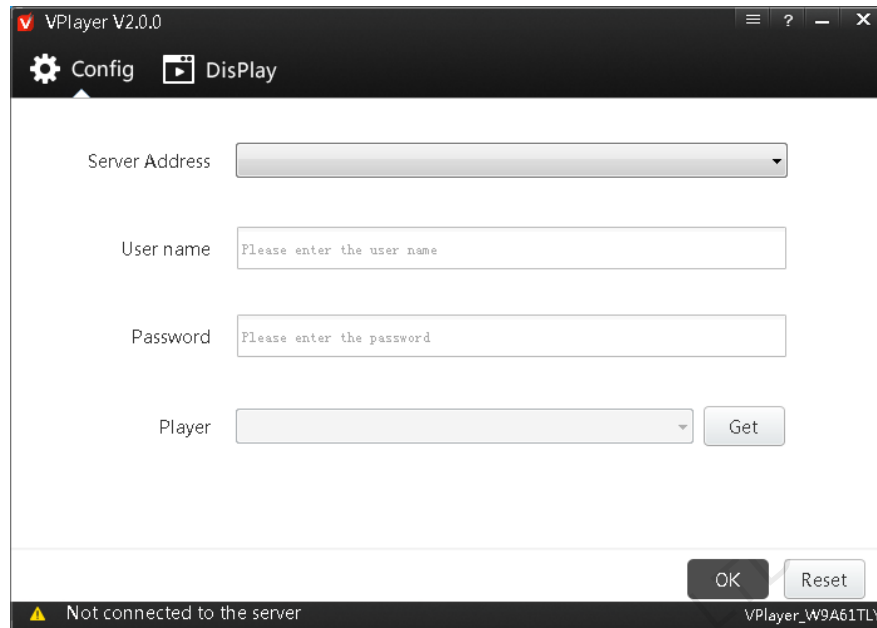 VPlayer V2.0.0
?
Config DisPlay
Server Address
User name Please enter the user name
Password Please enter the password
Player Get
OK Reset
Not connected to the server VPlayer_W9A61TLY